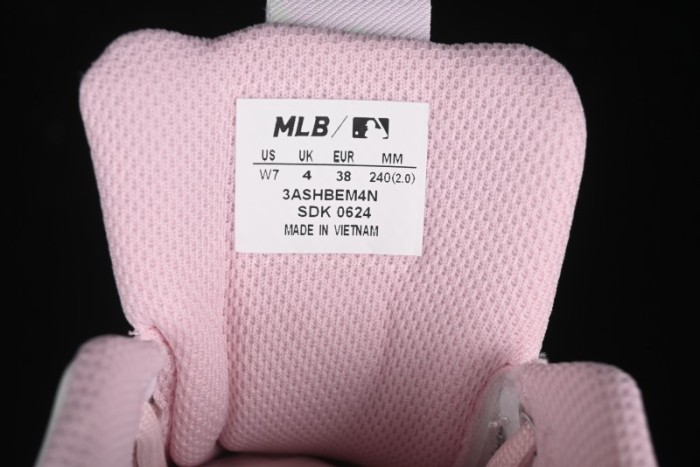 MLB /
US UK EUR MM
W7 4 38 240(2.0)
3ASHBEM4N
SDK 0624
MADE IN VIETNAM